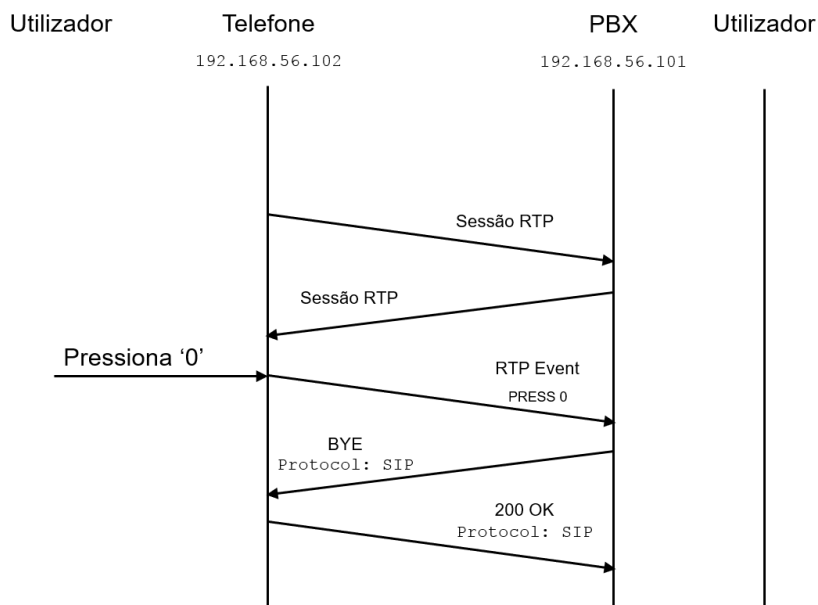 Utilizador
Telefone
PBX
Utilizador
192.168.56.102
192.168.56.101
Sessão RTP
Sessão RTP
Pressiona ‘0’
RTP Event
PRESS 0
BYE
Protocol: SIP
200 OK
Protocol: SIP